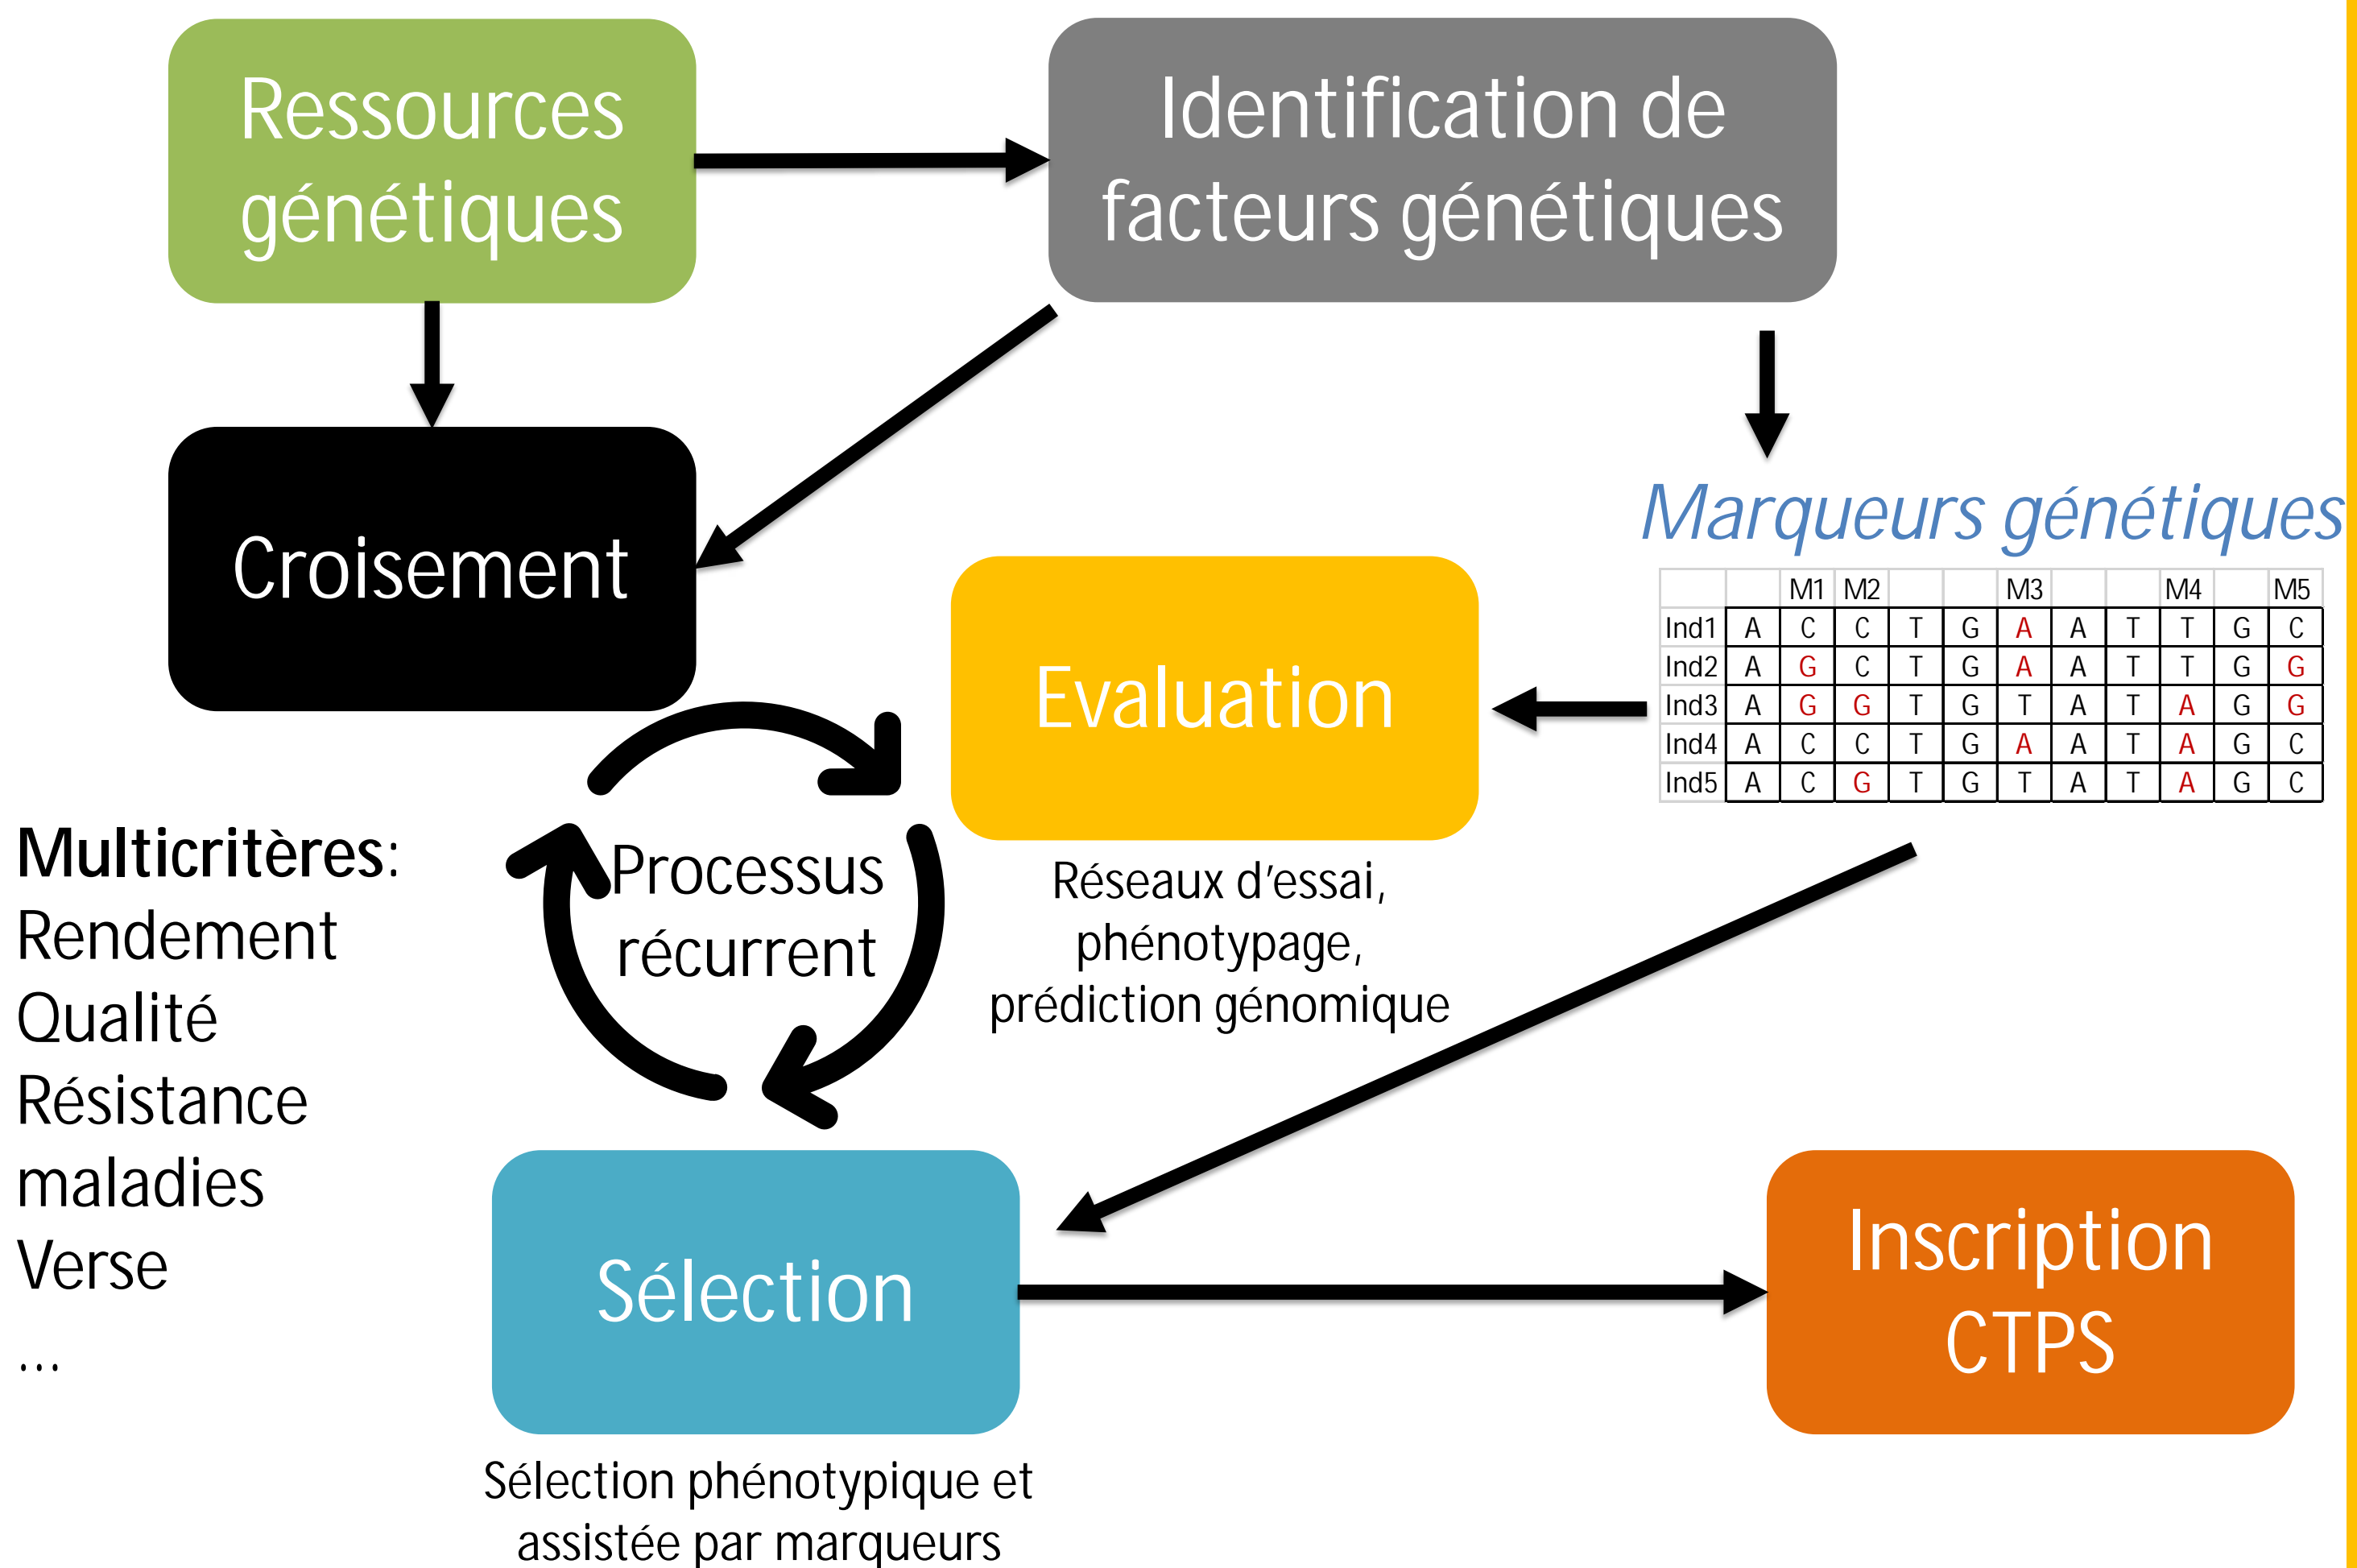 Ressources
génétiques
Identification de
facteurs génétiques
Croisement
Marqueurs génétiques
M1 M2 M3 M4 M5
Ind1 A C C T G A A T T G C
Ind2 A G C T G A A T T G G
Ind3 A G G T G T A T A G G
Ind4 A C C T G A A T A G C
Ind5 A C G T G T A T A G C
Evaluation
Réseaux d'essai,
phénotypage,
prédiction génomique
Processus
récurrent
Multicritères:
Rendement
Qualité
Résistance
maladies
Verse
...
Sélection
Sélection phénotypique et
assistée par marqueurs
Inscription
CTPS